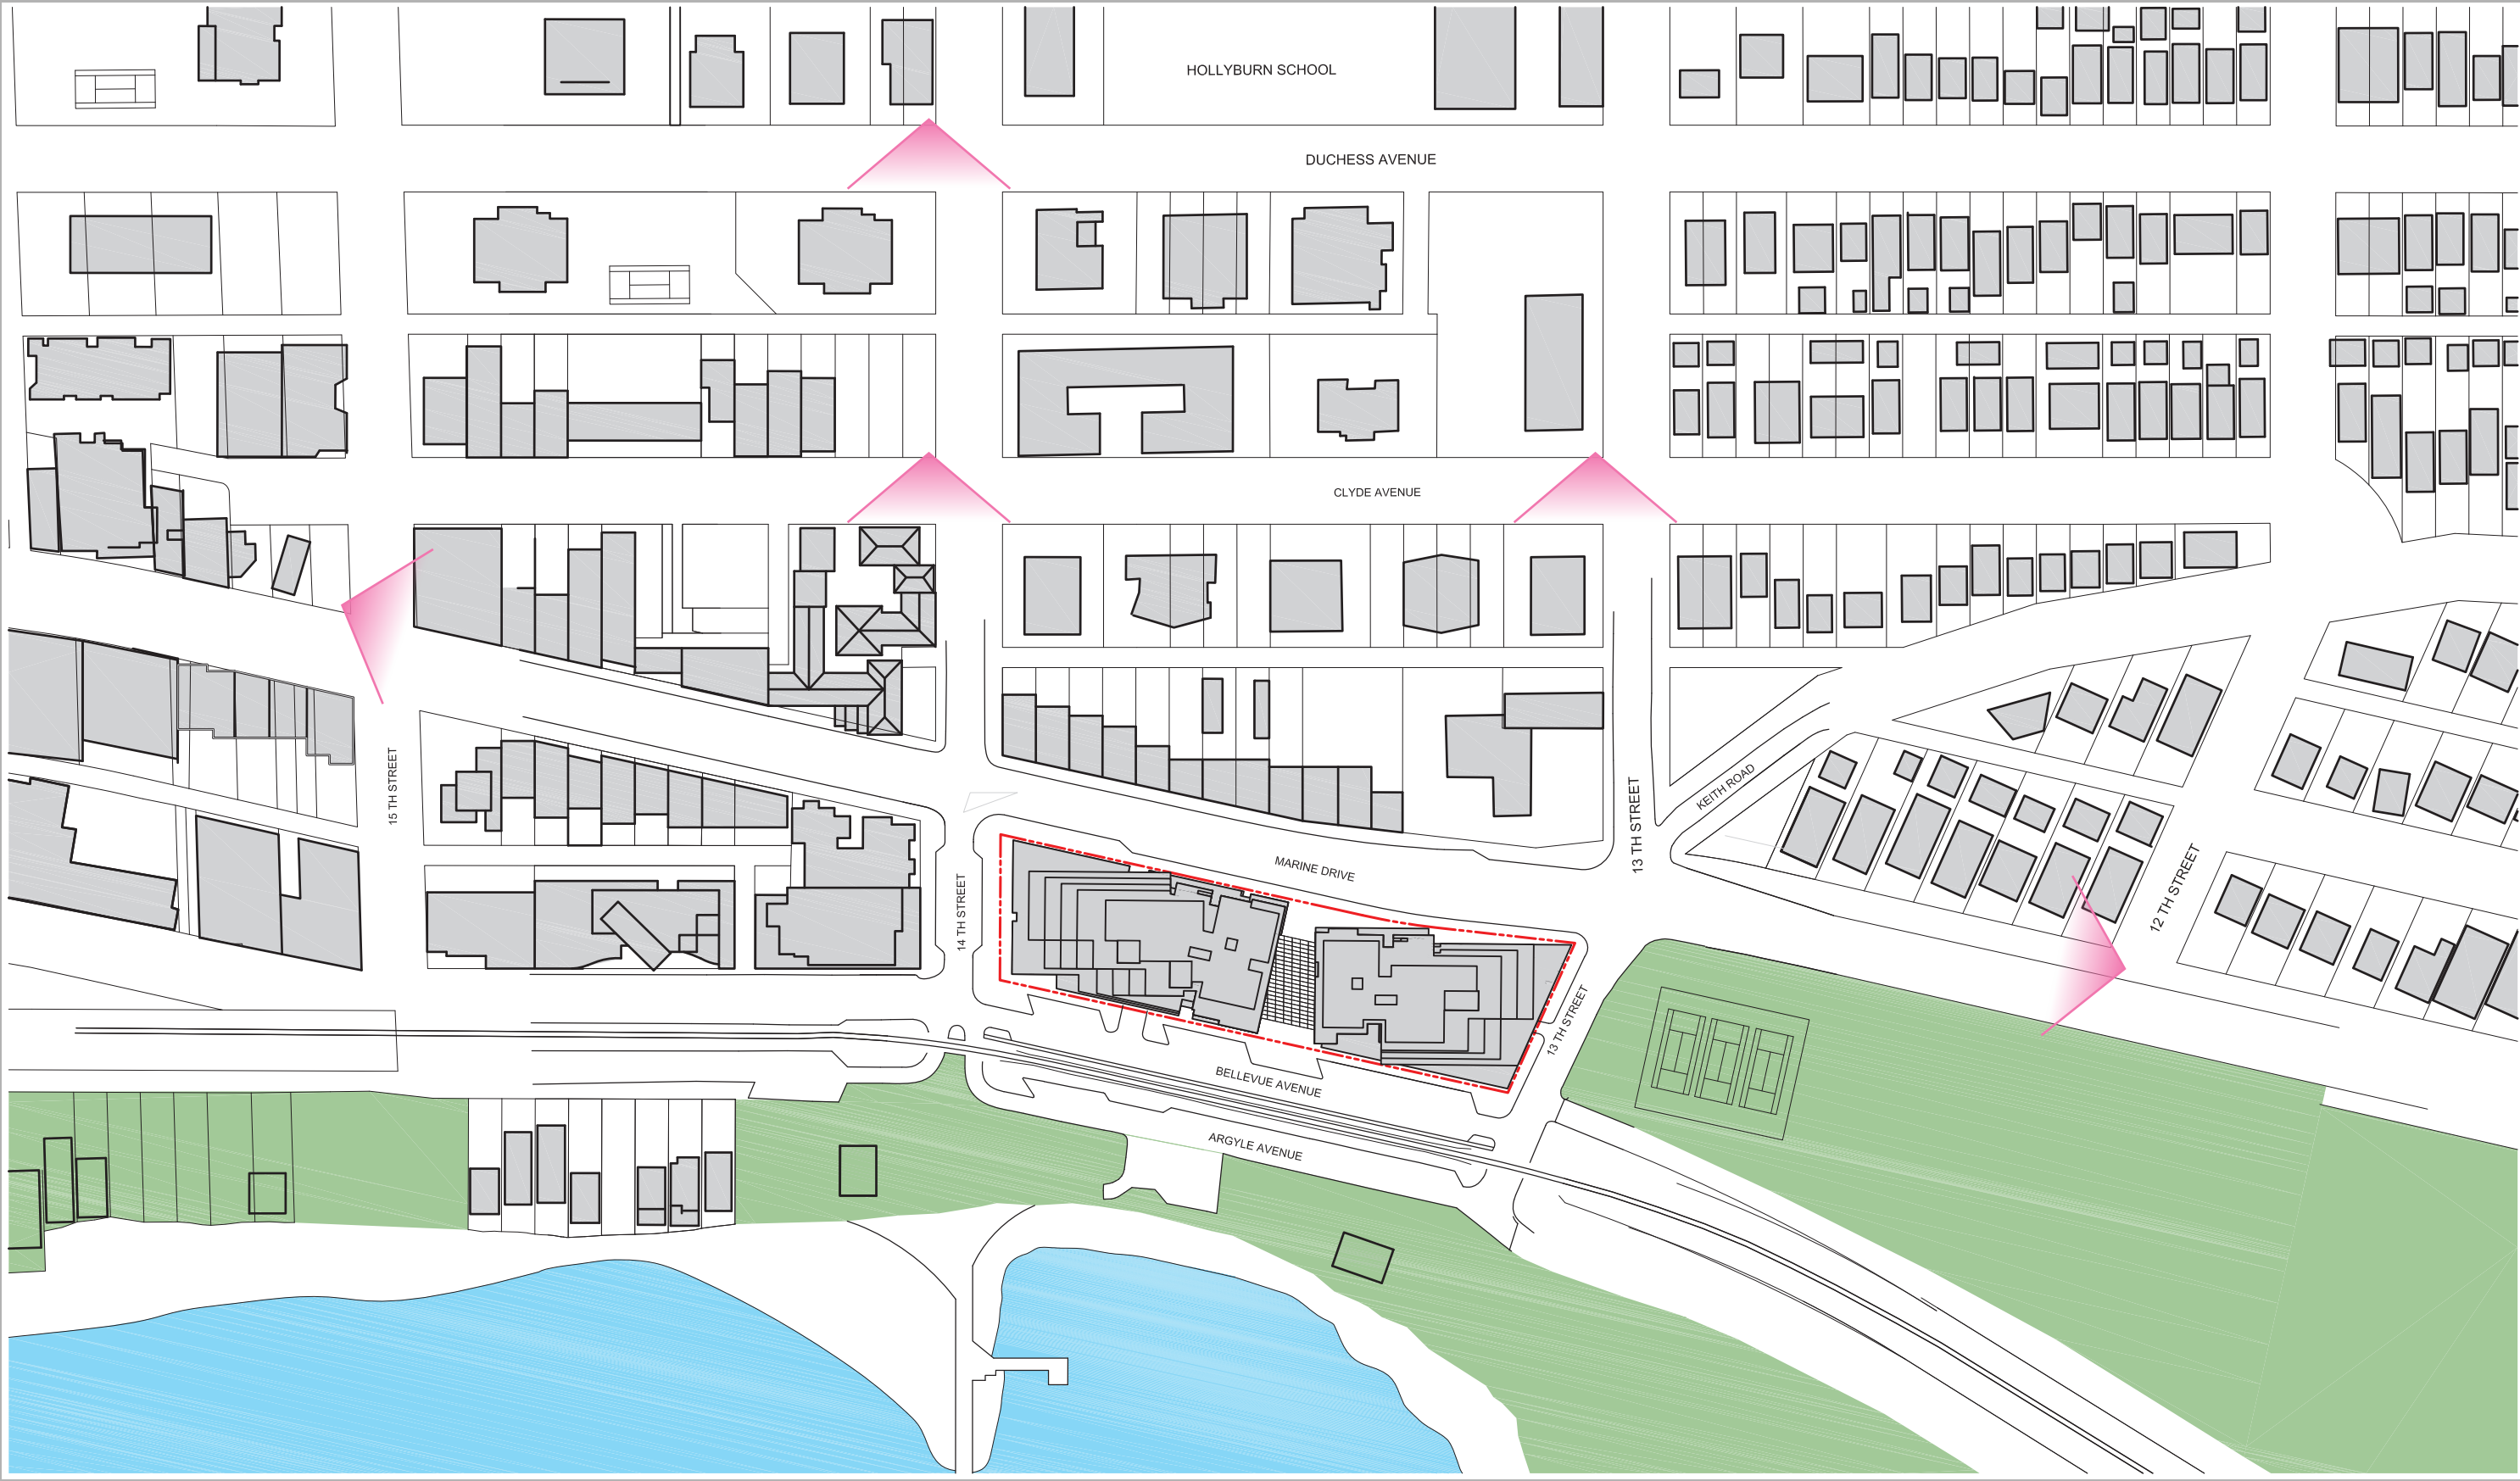 HOLLYBURN SCHOOL
DUCHESS AVENUE
CLYDE AVENUE
15 TH STREET
14 TH STREET
MARINE DRIVE
13 TH STREET
KEITH ROAD
12 TH STREET
13 TH STREET
BELLEVUE AVENUE
ARGYLE AVENUE